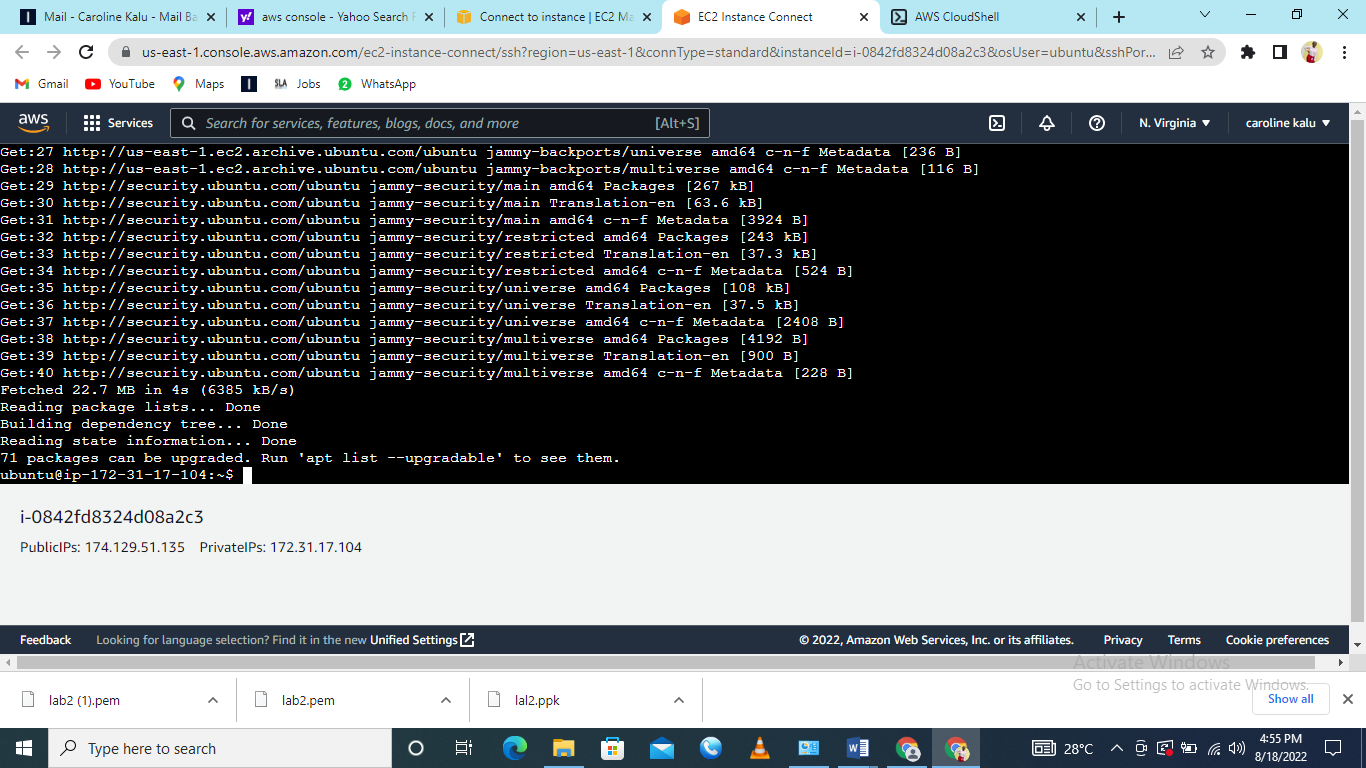 Mail - Caroline Kalu - Mail Ba
aws console - Yahoo Search
Connect to instance | EC2 Ma
EC2 Instance Connect
AWS CloudShell
us-east-1.console.aws.amazon.com/ec2-instance-connect/ssh?region=us-east-1&connType=standard&instanceId=i-0842fd8324d08a2c3&osUser=ubuntu&sshPor...
Gmail YouTube Maps SLA Jobs 2 WhatsApp
aws Services Search for services, features, blogs, docs, and more [Alt+S] N. Virginia ▼ caroline kalu ▼
Get:27 http://us-east-1.ec2.archive.ubuntu.com/ubuntu jammy-backports/universe amd64 c-n-f Metadata [236 B]
Get:28 http://us-east-1.ec2.archive.ubuntu.com/ubuntu jammy-backports/multiverse amd64 c-n-f Metadata [116 B]
Get:29 http://security.ubuntu.com/ubuntu jammy-security/main amd64 Packages [267 kB]
Get:30 http://security.ubuntu.com/ubuntu jammy-security/main Translation-en [63.6 kB]
Get:31 http://security.ubuntu.com/ubuntu jammy-security/main amd64 c-n-f Metadata [3924 B]
Get:32 http://security.ubuntu.com/ubuntu jammy-security/restricted amd64 Packages [243 kB]
Get:33 http://security.ubuntu.com/ubuntu jammy-security/restricted Translation-en [37.3 kB]
Get:34 http://security.ubuntu.com/ubuntu jammy-security/restricted amd64 c-n-f Metadata [524 B]
Get:35 http://security.ubuntu.com/ubuntu jammy-security/universe amd64 Packages [108 kB]
Get:36 http://security.ubuntu.com/ubuntu jammy-security/universe Translation-en [37.5 kB]
Get:37 http://security.ubuntu.com/ubuntu jammy-security/universe amd64 c-n-f Metadata [2408 B]
Get:38 http://security.ubuntu.com/ubuntu jammy-security/multiverse amd64 Packages [4192 B]
Get:39 http://security.ubuntu.com/ubuntu jammy-security/multiverse Translation-en [900 B]
Get:40 http://security.ubuntu.com/ubuntu jammy-security/multiverse amd64 c-n-f Metadata [228 B]
Fetched 22.7 MB in 4s (6385 kB/s)
Reading package lists... Done
Building dependency tree... Done
Reading state information... Done
71 packages can be upgraded. Run 'apt list --upgradable' to see them.
ubuntu@ip-172-31-17-104:~$
i-0842fd8324d08a2c3
PublicIPs: 174.129.51.135 PrivateIPs: 172.31.17.104
Feedback Looking for language selection? Find it in the new Unified Settings © 2022, Amazon Web Services, Inc. or its affiliates. Privacy Terms Cookie preferences
Activate Windows
Go to Settings to activate Windows.
lab2 (1).pem lab2.pem lal2.ppk Show all
Type here to search
28°C
4:55 PM
8/18/2022